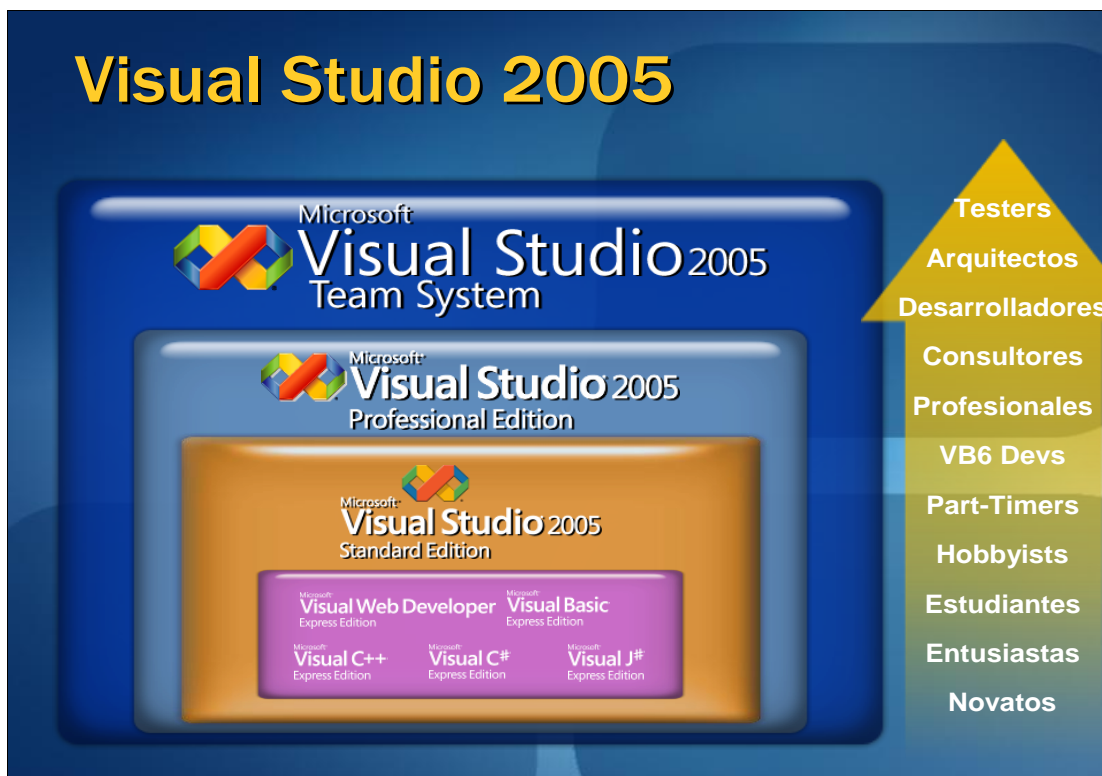 Visual Studio 2005
Microsoft
Visual Studio 2005
Team System
Microsoft
Visual Studio 2005
Professional Edition
Microsoft
Visual Studio 2005
Standard Edition
Microsoft
Visual Web Developer
Express Edition
Microsoft
Visual Basic
Express Edition
Microsoft
Visual C++
Express Edition
Microsoft
Visual C#
Express Edition
Microsoft
Visual J#
Express Edition
Testers
Arquitectos
Desarrolladores
Consultores
Profesionales
VB6 Devs
Part-Timers
Hobbyists
Estudiantes
Entusiastas
Novatos